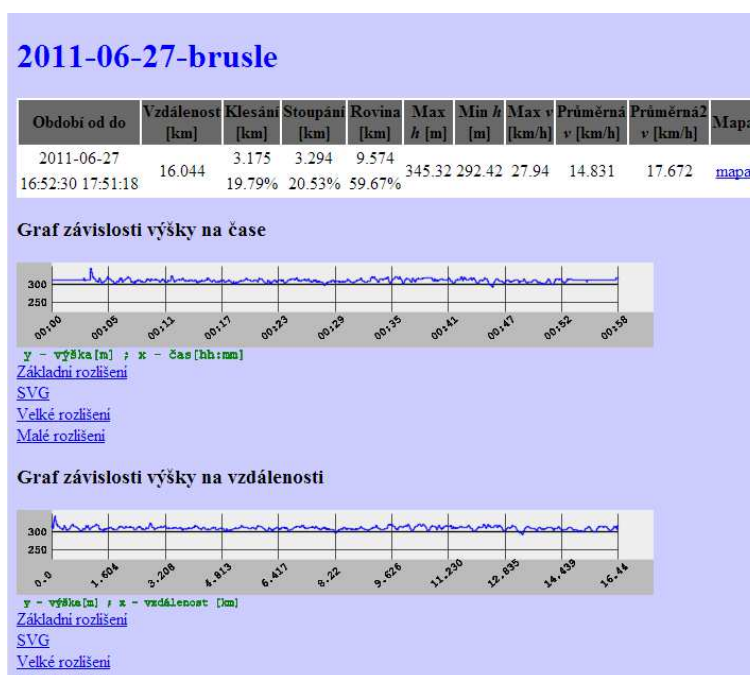 2011-06-27-brusle
Období od do Vzdálenost [km] Klesání [km] Stoupání [km] Rovina [km] Max h [m] Min h [m] Max v [km/h] Průměrná v [km/h] Průměrná2 v [km/h] Mapa
2011-06-27 16:52:30 17:51:18 16.044 3.175 19.79% 3.294 20.53% 9.574 59.67% 345.32 292.42 27.94 14.831 17.672 mapa
Graf závislosti výšky na čase
300
250
00:00 00:05 00:11 00:17 00:23 00:29 00:35 00:41 00:47 00:52 00:58
y - výška[m] ; x - čas[hh:mm]
Základní rozlišení
SVG
Velké rozlišení
Malé rozlišení
Graf závislosti výšky na vzdálenosti
300
250
0.0 1.604 3.208 4.813 6.417 8.22 9.626 11.230 12.835 14.439 16.44
y - výška[m] ; x - vzdálenost [km]
Základní rozlišení
SVG
Velké rozlišení